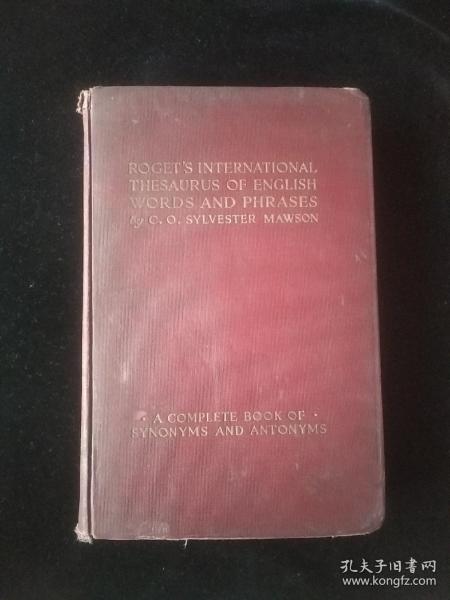 ROGET'S INTERNATIONAL
THESAURUS OF ENGLISH
WORDS AND PHRASES
by C. O. SYLVESTER MAWSON
· A COMPLETE BOOK OF ·
SYNONYMS AND ANTONYMS
孔夫子旧书网
www.kongfz.com